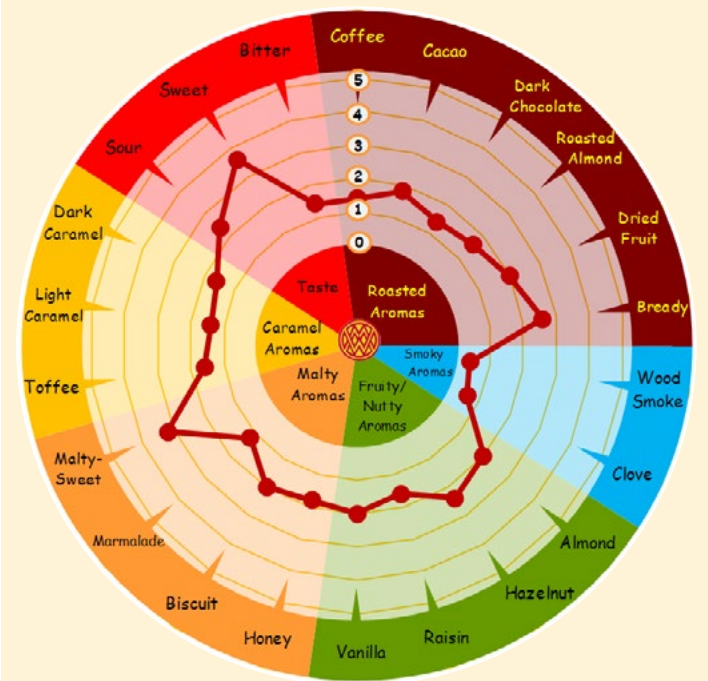 Coffee
Cacao
Dark
Chocolate
Roasted
Almond
Dried
Fruit
Bready
Wood
Smoke
Clove
Almond
Hazelnut
Raisin
Vanilla
Honey
Biscuit
Marmalade
Malty-
Sweet
Toffee
Light
Caramel
Dark
Caramel
Sour
Sweet
Bitter
5
4
3
2
1
0
Taste
Roasted
Aromas
Smoky
Aromas
Fruity/
Nutty
Aromas
Malty
Aromas
Caramel
Aromas